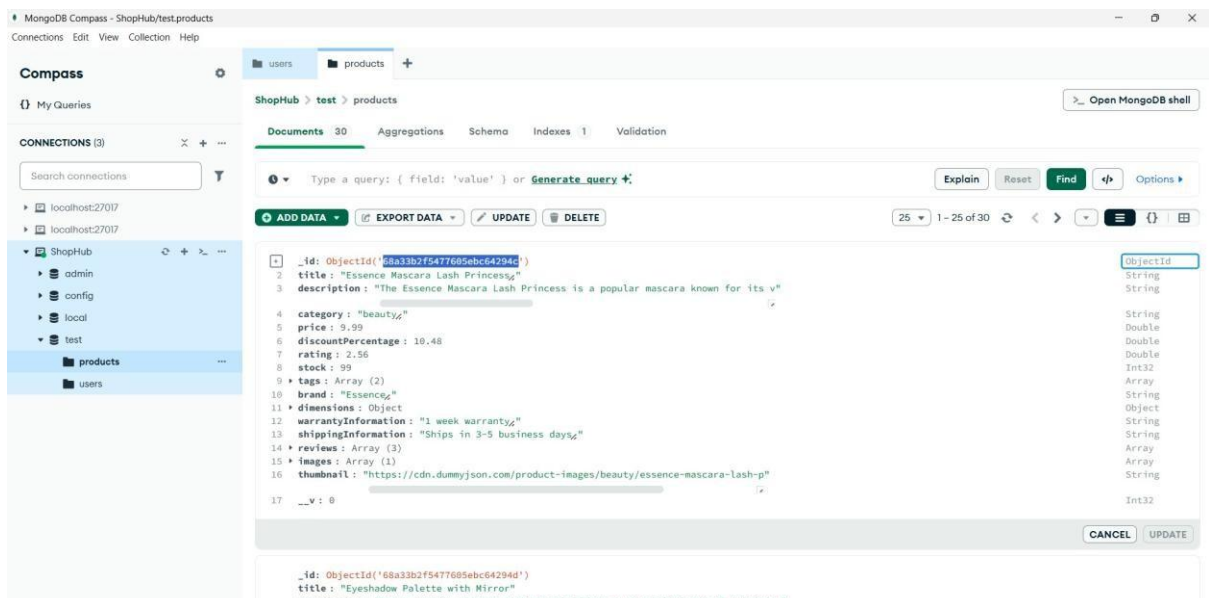 MongoDB Compass - ShopHub/test.products
Connections Edit View Collection Help
Compass
{} My Queries
CONNECTIONS (3)
Search connections
localhost:27017
localhost:27017
ShopHub
admin
config
local
test
products
users
users
products
ShopHub > test > products
>_ Open MongoDB shell
Documents 30 Aggregations Schema Indexes 1 Validation
Type a query: { field: 'value' } or Generate query
Explain Reset Find </> Options
ADD DATA EXPORT DATA UPDATE DELETE
25 1 - 25 of 30 {}
_id: ObjectId('68a33b2f5477605ebc64294c') ObjectId
2 title : "Essence Mascara Lash Princess" String
3 description : "The Essence Mascara Lash Princess is a popular mascara known for its v" String
4 category : "beauty" String
5 price : 9.99 Double
6 discountPercentage : 10.48 Double
7 rating : 2.56 Double
8 stock : 99 Int32
9 tags : Array (2) Array
10 brand : "Essence" String
11 dimensions : Object Object
12 warrantyInformation : "1 week warranty" String
13 shippingInformation : "Ships in 3-5 business days" String
14 reviews : Array (3) Array
15 images : Array (1) Array
16 thumbnail : "https://cdn.dummyjson.com/product-images/beauty/essence-mascara-lash-p" String
17 __v : 0 Int32
CANCEL UPDATE
_id: ObjectId('68a33b2f5477605ebc64294d')
title : "Eyeshadow Palette with Mirror"